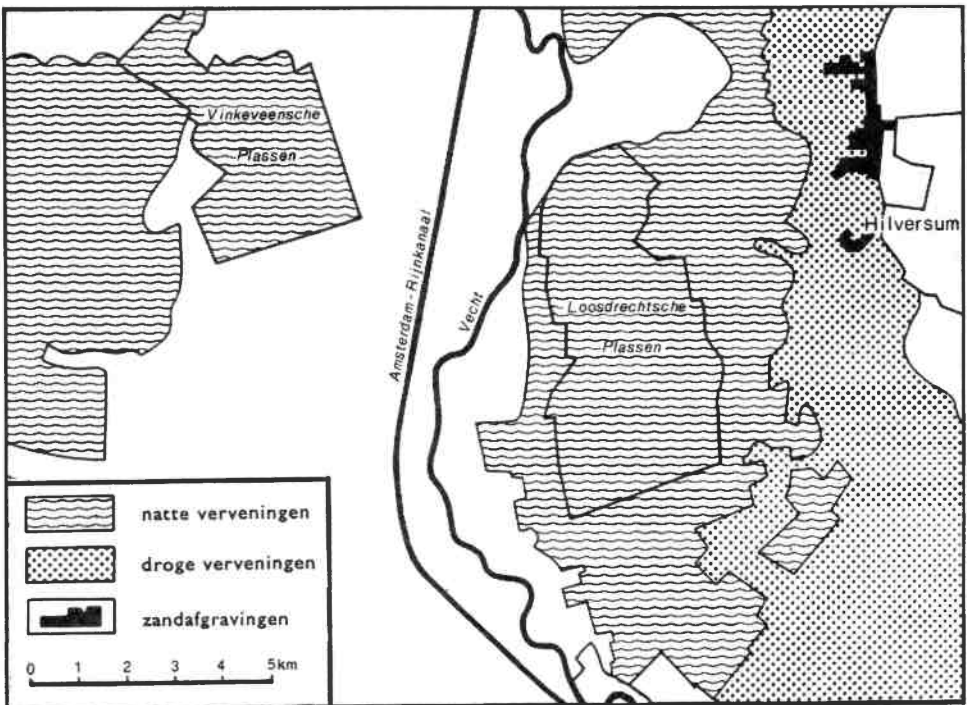 Vinkeveensche
Plassen
Amsterdam-Rijnkanaal
Vecht
Loosdrechtsche
Plassen
Hilversum
natte verveningen
droge verveningen
zandafgravingen
0 1 2 3 4 5km